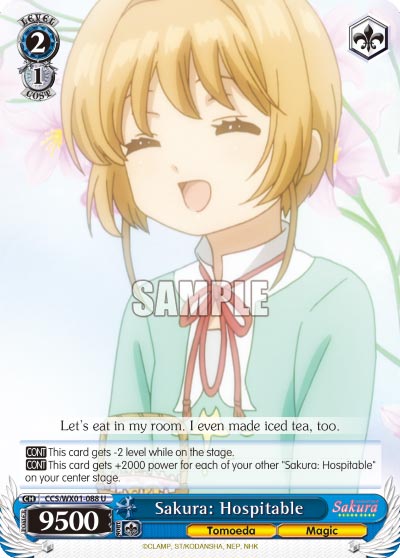 LEVEL
2
1
COST
SAMPLE
Let's eat in my room. I even made iced tea, too.
CONT This card gets -2 level while on the stage.
CONT This card gets +2000 power for each of your other "Sakura: Hospitable"
on your center stage.
CH CCS/WX01-088 U
POWER 9500
SOUL
Sakura: Hospitable
Sakura
Tomoeda Magic
©CLAMP, ST/KODANSHA, NEP, NHK